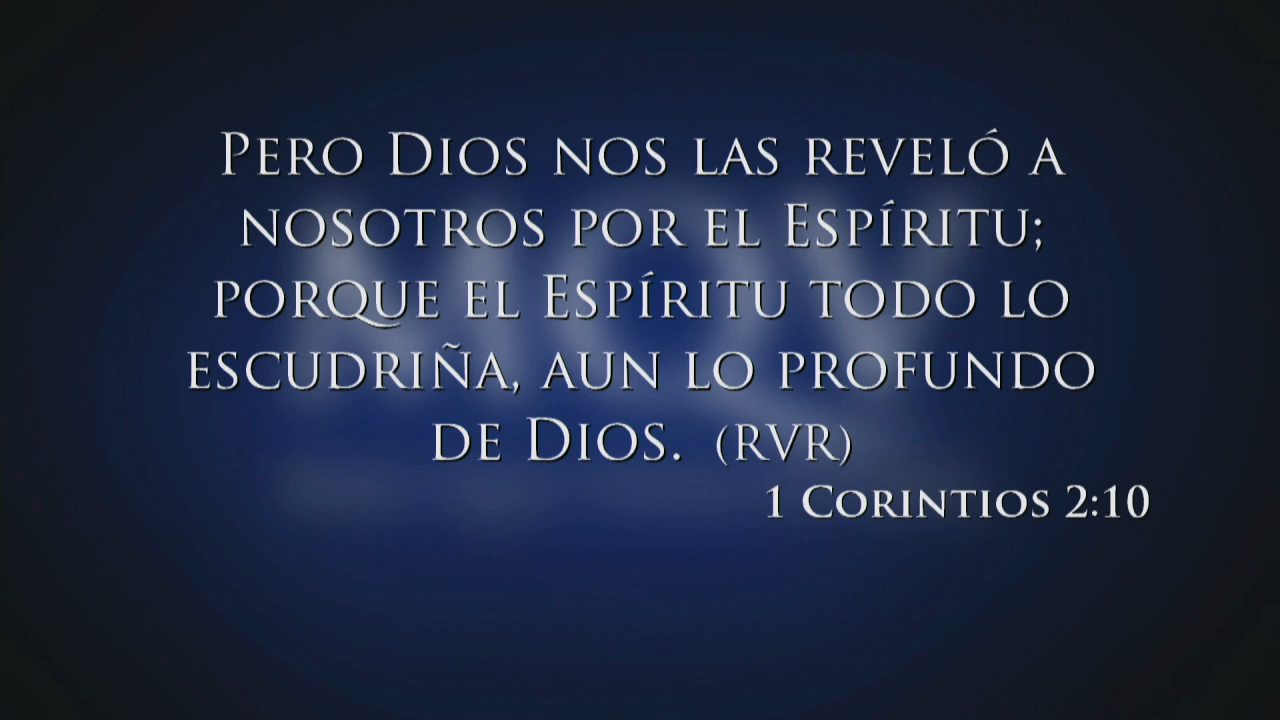 Pero Dios nos las reveló a
nosotros por el Espíritu;
porque el Espíritu todo lo
escudriña, aun lo profundo
de Dios. (RVR)
1 Corintios 2:10